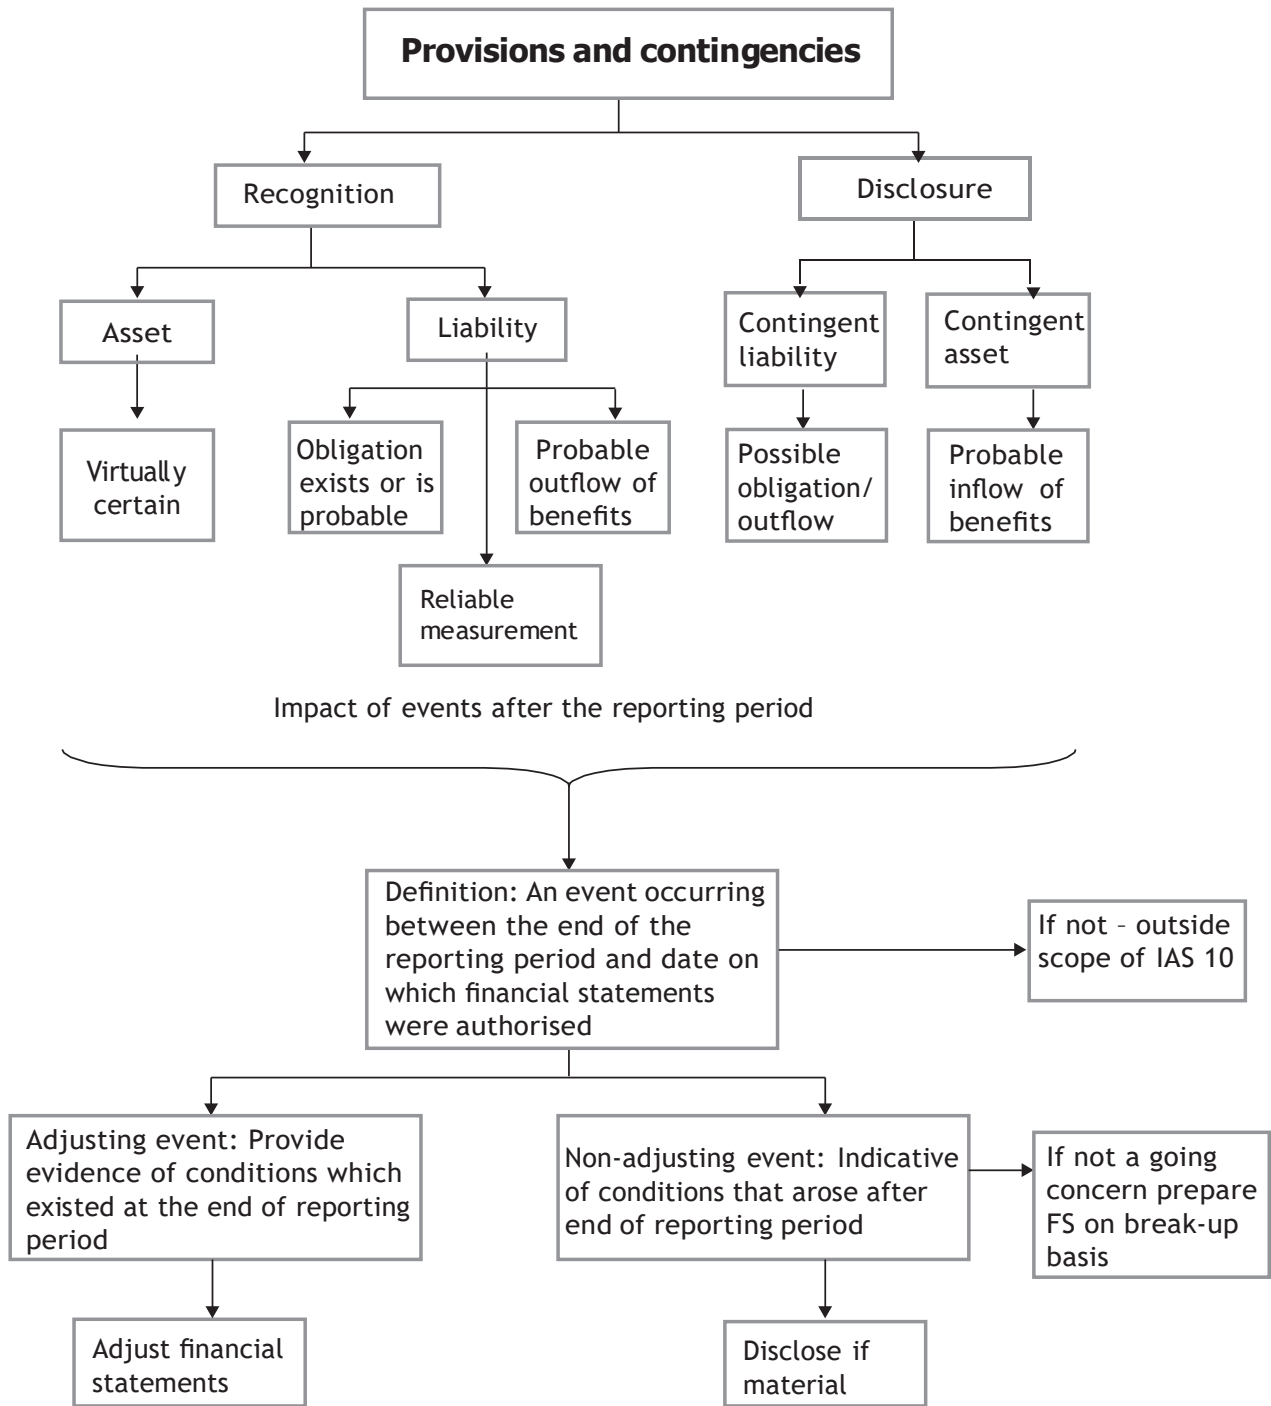 Provisions and contingencies
Recognition
Disclosure
Asset
Liability
Contingent
liability
Contingent
asset
Virtually
certain
Obligation
exists or is
probable
Probable
outflow of
benefits
Possible
obligation/
outflow
Probable
inflow of
benefits
Reliable
measurement
Impact of events after the reporting period
Definition: An event occurring
between the end of the
reporting period and date on
which financial statements
were authorised
If not – outside
scope of IAS 10
Adjusting event: Provide
evidence of conditions which
existed at the end of reporting
period
Non-adjusting event: Indicative
of conditions that arose after
end of reporting period
If not a going
concern prepare
FS on break-up
basis
Adjust financial
statements
Disclose if
material